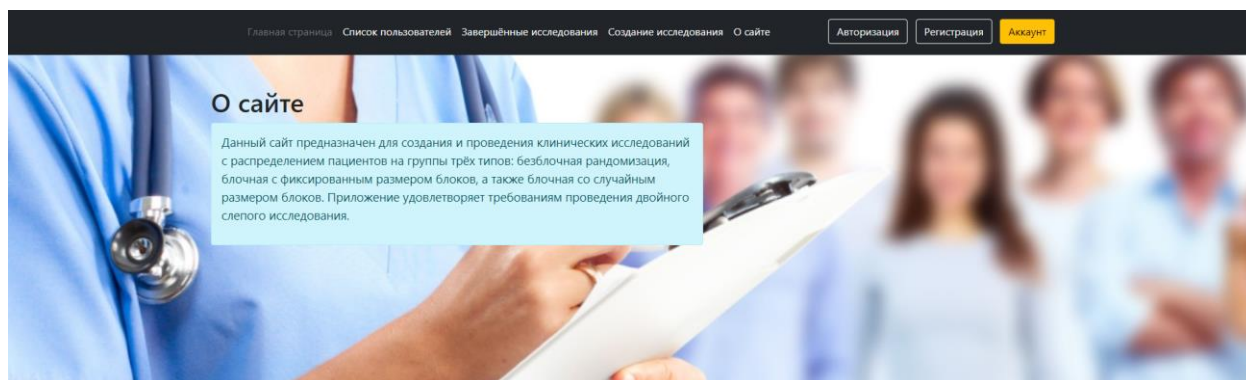 Главная страница Список пользователей Завершённые исследования Создание исследования О сайте Авторизация Регистрация Аккаунт
О сайте
Данный сайт предназначен для создания и проведения клинических исследований
с распределением пациентов на группы трёх типов: безблочная рандомизация,
блочная с фиксированным размером блоков, а также блочная со случайным
размером блоков. Приложение удовлетворяет требованиям проведения двойного
слепого исследования.